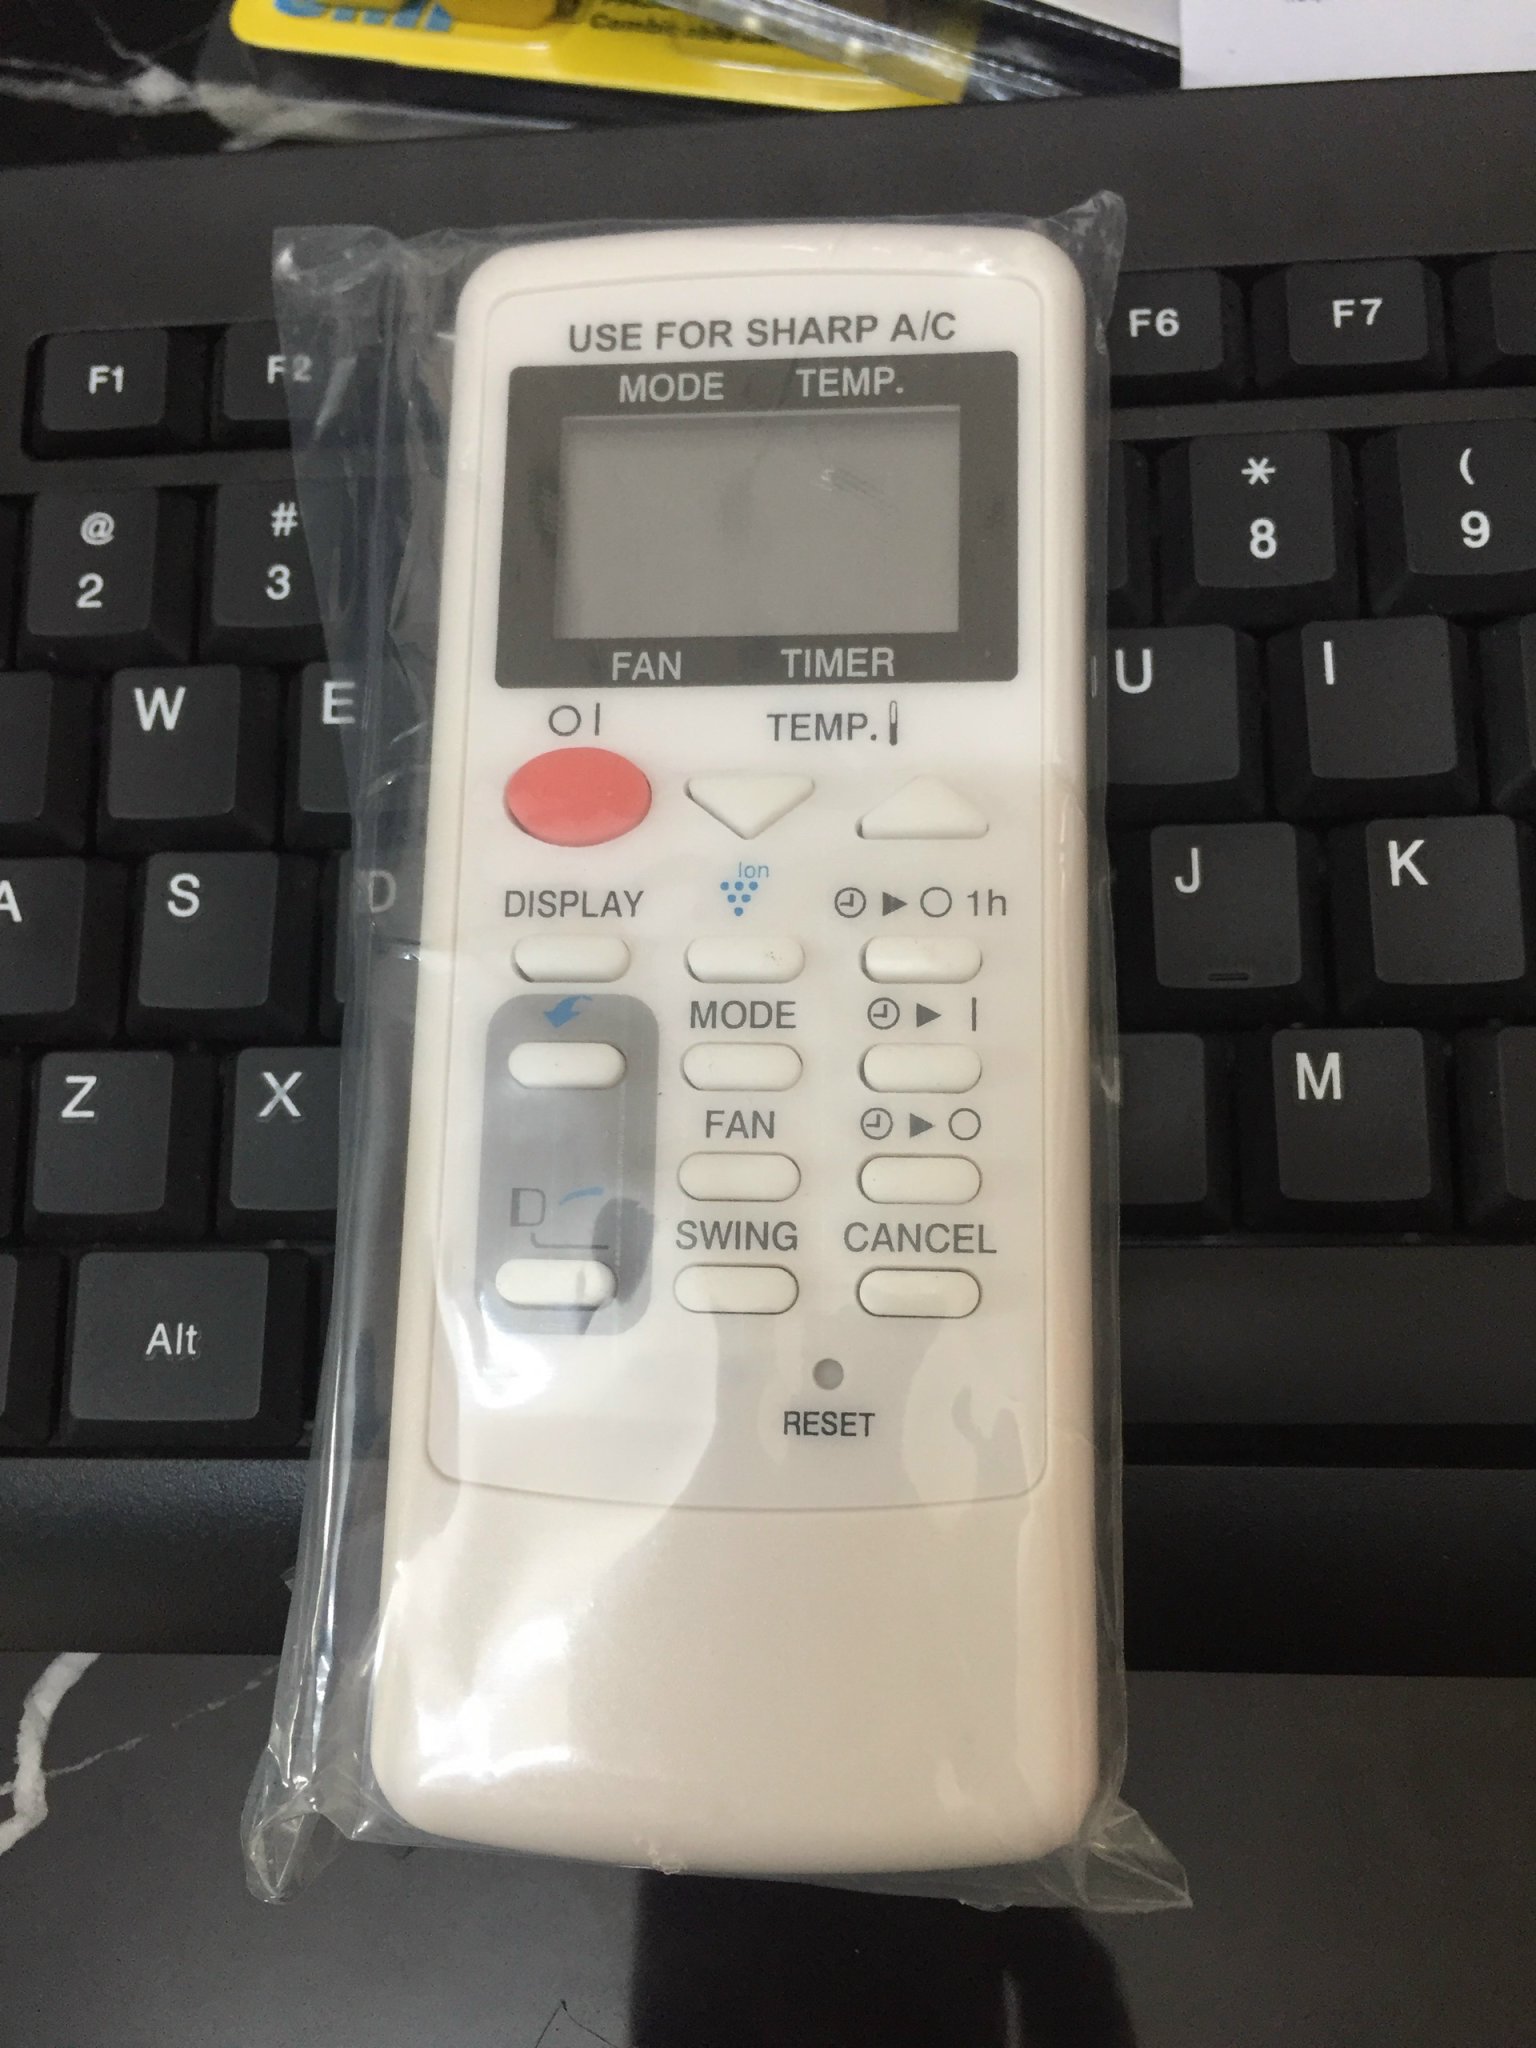 USE FOR SHARP A/C
MODE TEMP.
FAN TIMER
TEMP.
DISPLAY Ion 1h
MODE
FAN
SWING CANCEL
RESET
F1 F2 F6 F7
@ # * (
2 3 8 9
W E U I
A S D J K
Z X M
Alt